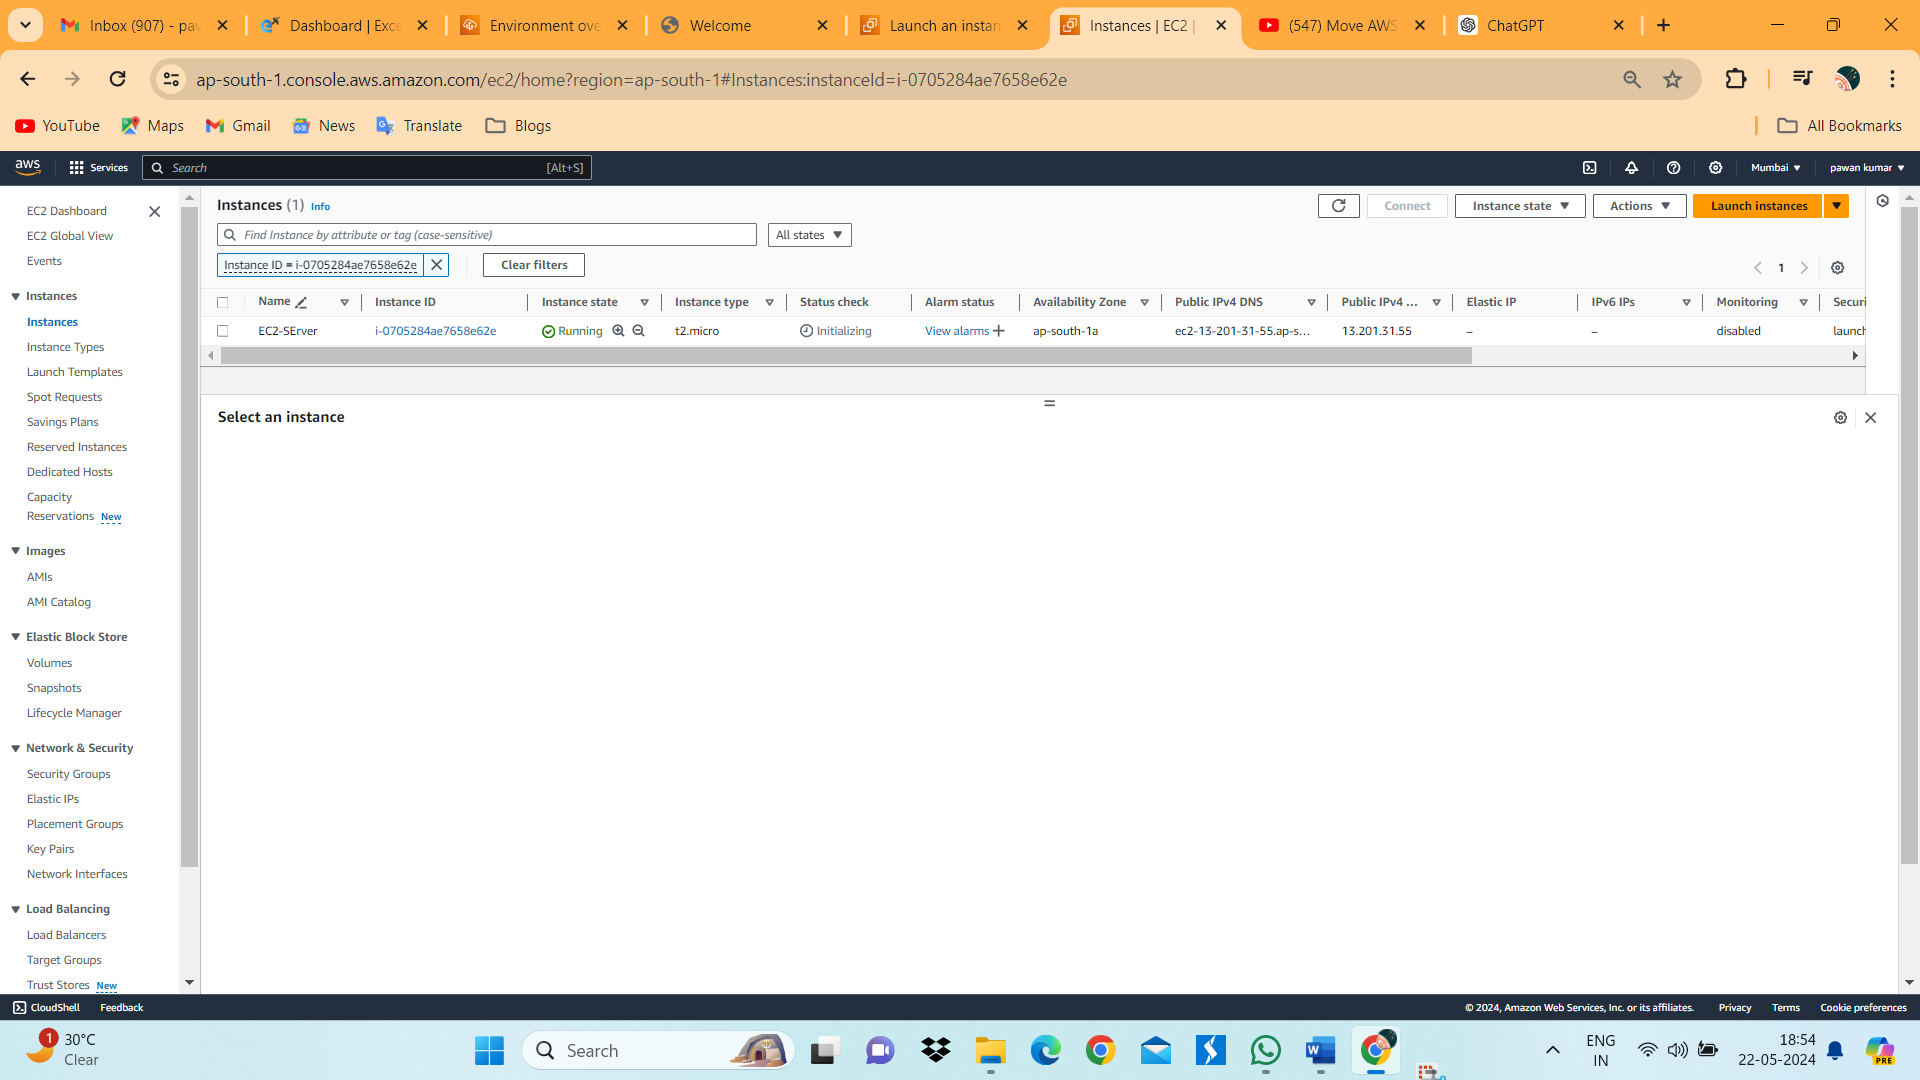 Inbox (907) - pav
Dashboard | Exce
Environment ove
Welcome
Launch an instan
Instances | EC2 |
(547) Move AWS
ChatGPT
ap-south-1.console.aws.amazon.com/ec2/home?region=ap-south-1#Instances:instanceId=i-0705284ae7658e62e
YouTube
Maps
Gmail
News
Translate
Blogs
All Bookmarks
aws
Services
Search
[Alt+S]
Mumbai
pawan kumar
EC2 Dashboard
EC2 Global View
Events
Instances
Instances
Instance Types
Launch Templates
Spot Requests
Savings Plans
Reserved Instances
Dedicated Hosts
Capacity
Reservations New
Images
AMIs
AMI Catalog
Elastic Block Store
Volumes
Snapshots
Lifecycle Manager
Network & Security
Security Groups
Elastic IPs
Placement Groups
Key Pairs
Network Interfaces
Load Balancing
Load Balancers
Target Groups
Trust Stores New
Instances (1) Info
Connect
Instance state
Actions
Launch instances
Find Instance by attribute or tag (case-sensitive)
All states
Instance ID = i-0705284ae7658e62e
Clear filters
1
Name Instance ID Instance state Instance type Status check Alarm status Availability Zone Public IPv4 DNS Public IPv4 ... Elastic IP IPv6 IPs Monitoring Securi
EC2-SErver i-0705284ae7658e62e Running t2.micro Initializing View alarms + ap-south-1a ec2-13-201-31-55.ap-s... 13.201.31.55 – – disabled launch
Select an instance
CloudShell
Feedback
© 2024, Amazon Web Services, Inc. or its affiliates.
Privacy
Terms
Cookie preferences
1
30°C
Clear
Search
ENG
IN
18:54
22-05-2024
PRE